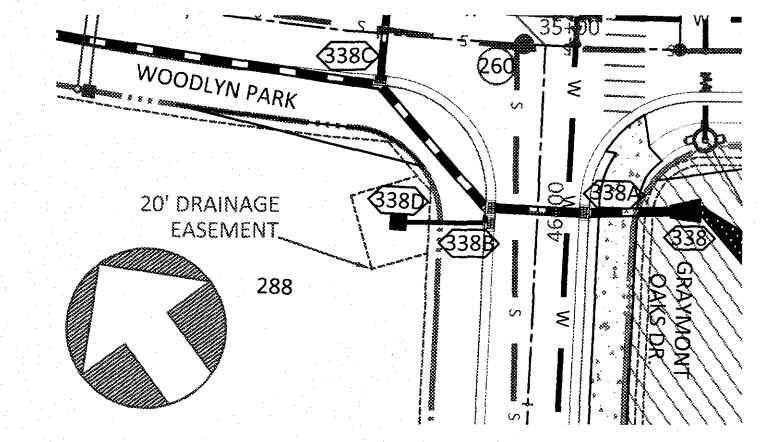 W
35+00
S
S
S
338C
260
WOODLYN PARK
S
W
338D
338A
20' DRAINAGE
EASEMENT
46+00
W
338B
338
288
GRAYMONT
OAKS DR.
S
W
S